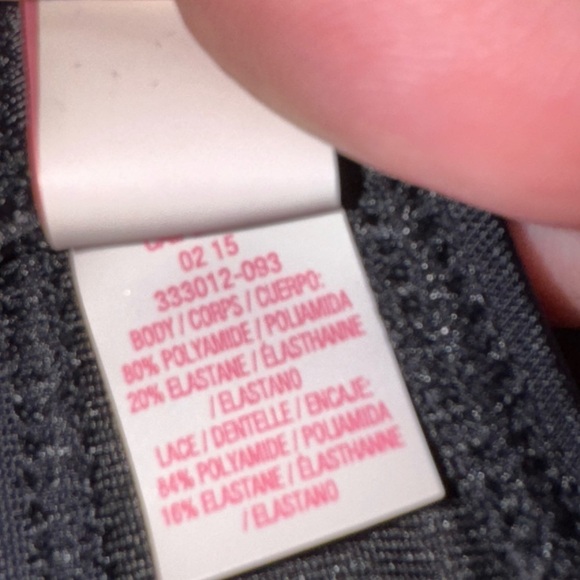 02 15
333012-093
BODY / CORPS / CUERPO:
80% POLYAMIDE / POLIAMIDA
20% ELASTANE / ÉLASTHANNE
/ ELASTANO
LACE / DENTELLE / ENCAJE:
84% POLYAMIDE / POLIAMIDA
16% ELASTANE / ÉLASTHANNE
/ ELASTANO